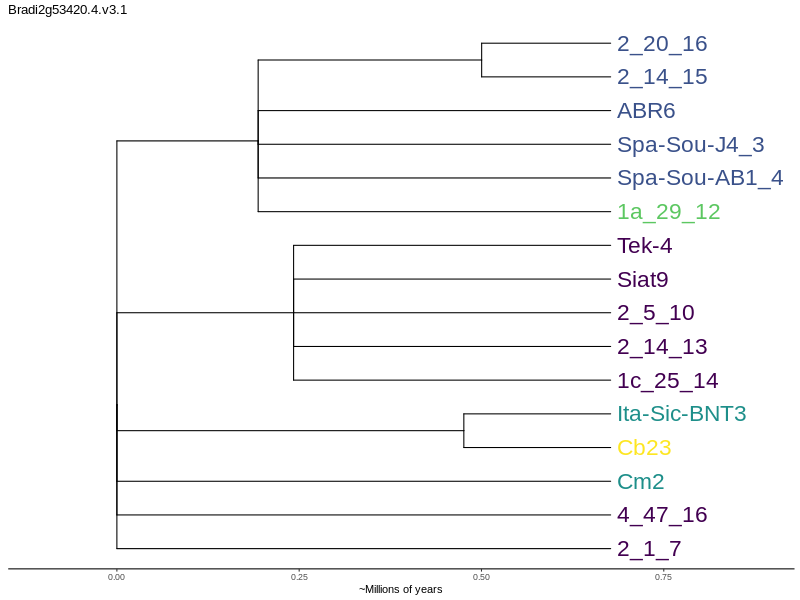 Bradi2g53420.4.v3.1
2_20_16
2_14_15
ABR6
Spa-Sou-J4_3
Spa-Sou-AB1_4
1a_29_12
Tek-4
Siat9
2_5_10
2_14_13
1c_25_14
Ita-Sic-BNT3
Cb23
Cm2
4_47_16
2_1_7
0.00 0.25 0.50 0.75
~Millions of years